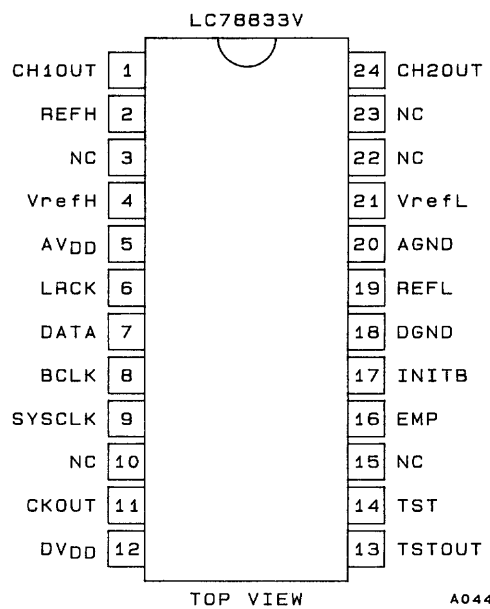 LC78833V
CH1OUT 1 24 CH2OUT
REFH 2 23 NC
NC 3 22 NC
VrefH 4 21 VrefL
AVDD 5 20 AGND
LRCK 6 19 REFL
DATA 7 18 DGND
BCLK 8 17 INITB
SYSCLK 9 16 EMP
NC 10 15 NC
CKOUT 11 14 TST
DVDD 12 13 TSTOUT
TOP VIEW A044